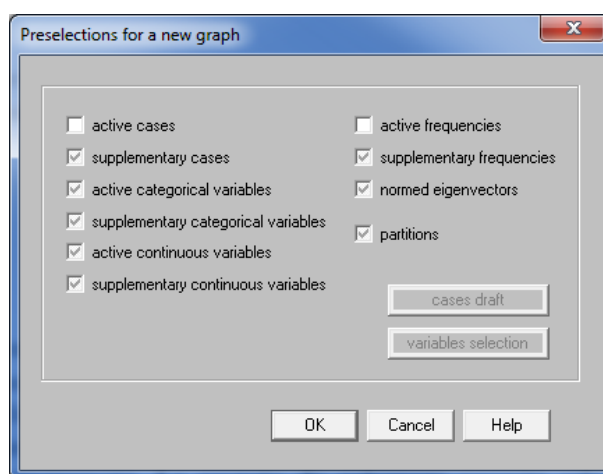 Preselections for a new graph
active cases
supplementary cases
active categorical variables
supplementary categorical variables
active continuous variables
supplementary continuous variables
active frequencies
supplementary frequencies
normed eigenvectors
partitions
cases draft
variables selection
OK
Cancel
Help